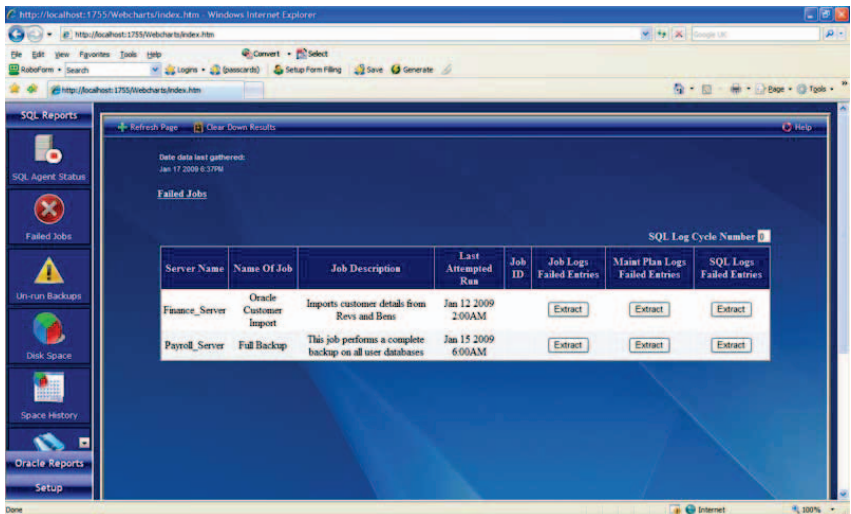 http://localhost:1755/Webcharts/index.htm - Windows Internet Explorer
http://localhost:1755/Webcharts/index.htm
Google UK
File Edit View Favorites Tools Help
Convert Select
RoboForm Search Logins (passcards) Setup Form Filling Save Generate
http://localhost:1755/Webcharts/index.htm
Page Tools »
SQL Reports
Refresh Page Clear Down Results Help
Date data last gathered:
Jan 17 2009 6:37PM
SQL Agent Status
Failed Jobs
Failed Jobs
SQL Log Cycle Number 0
Server Name Name Of Job Job Description Last Attempted Run Job ID Job Logs Failed Entries Maint Plan Logs Failed Entries SQL Logs Failed Entries
Finance_Server Oracle Customer Import Imports customer details from Revs and Bens Jan 12 2009 2:00AM Extract Extract Extract
Payroll_Server Full Backup This job performs a complete backup on all user databases Jan 15 2009 6:00AM Extract Extract Extract
Un-run Backups
Disk Space
Space History
Oracle Reports
Setup
Done Internet 100%